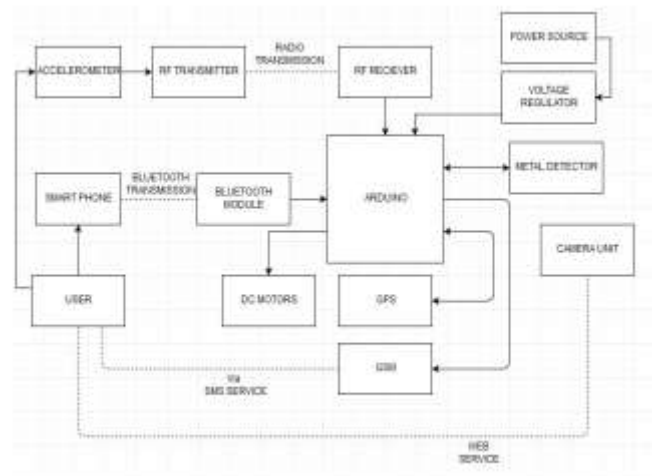 POWER SOURCE
RADIO
TRANSMISSION
ACCELEROMETER
RF TRANSMITTER
RF RECIEVER
VOLTAGE
REGULATOR
BLUETOOTH
TRANSMISSION
METAL DETECTOR
SMART PHONE
BLUETOOTH
MODULE
ARDUINO
CAMERA UNIT
USER
DC MOTORS
GPS
GSM
Via
SMS SERVICE
WEB
SERVICE